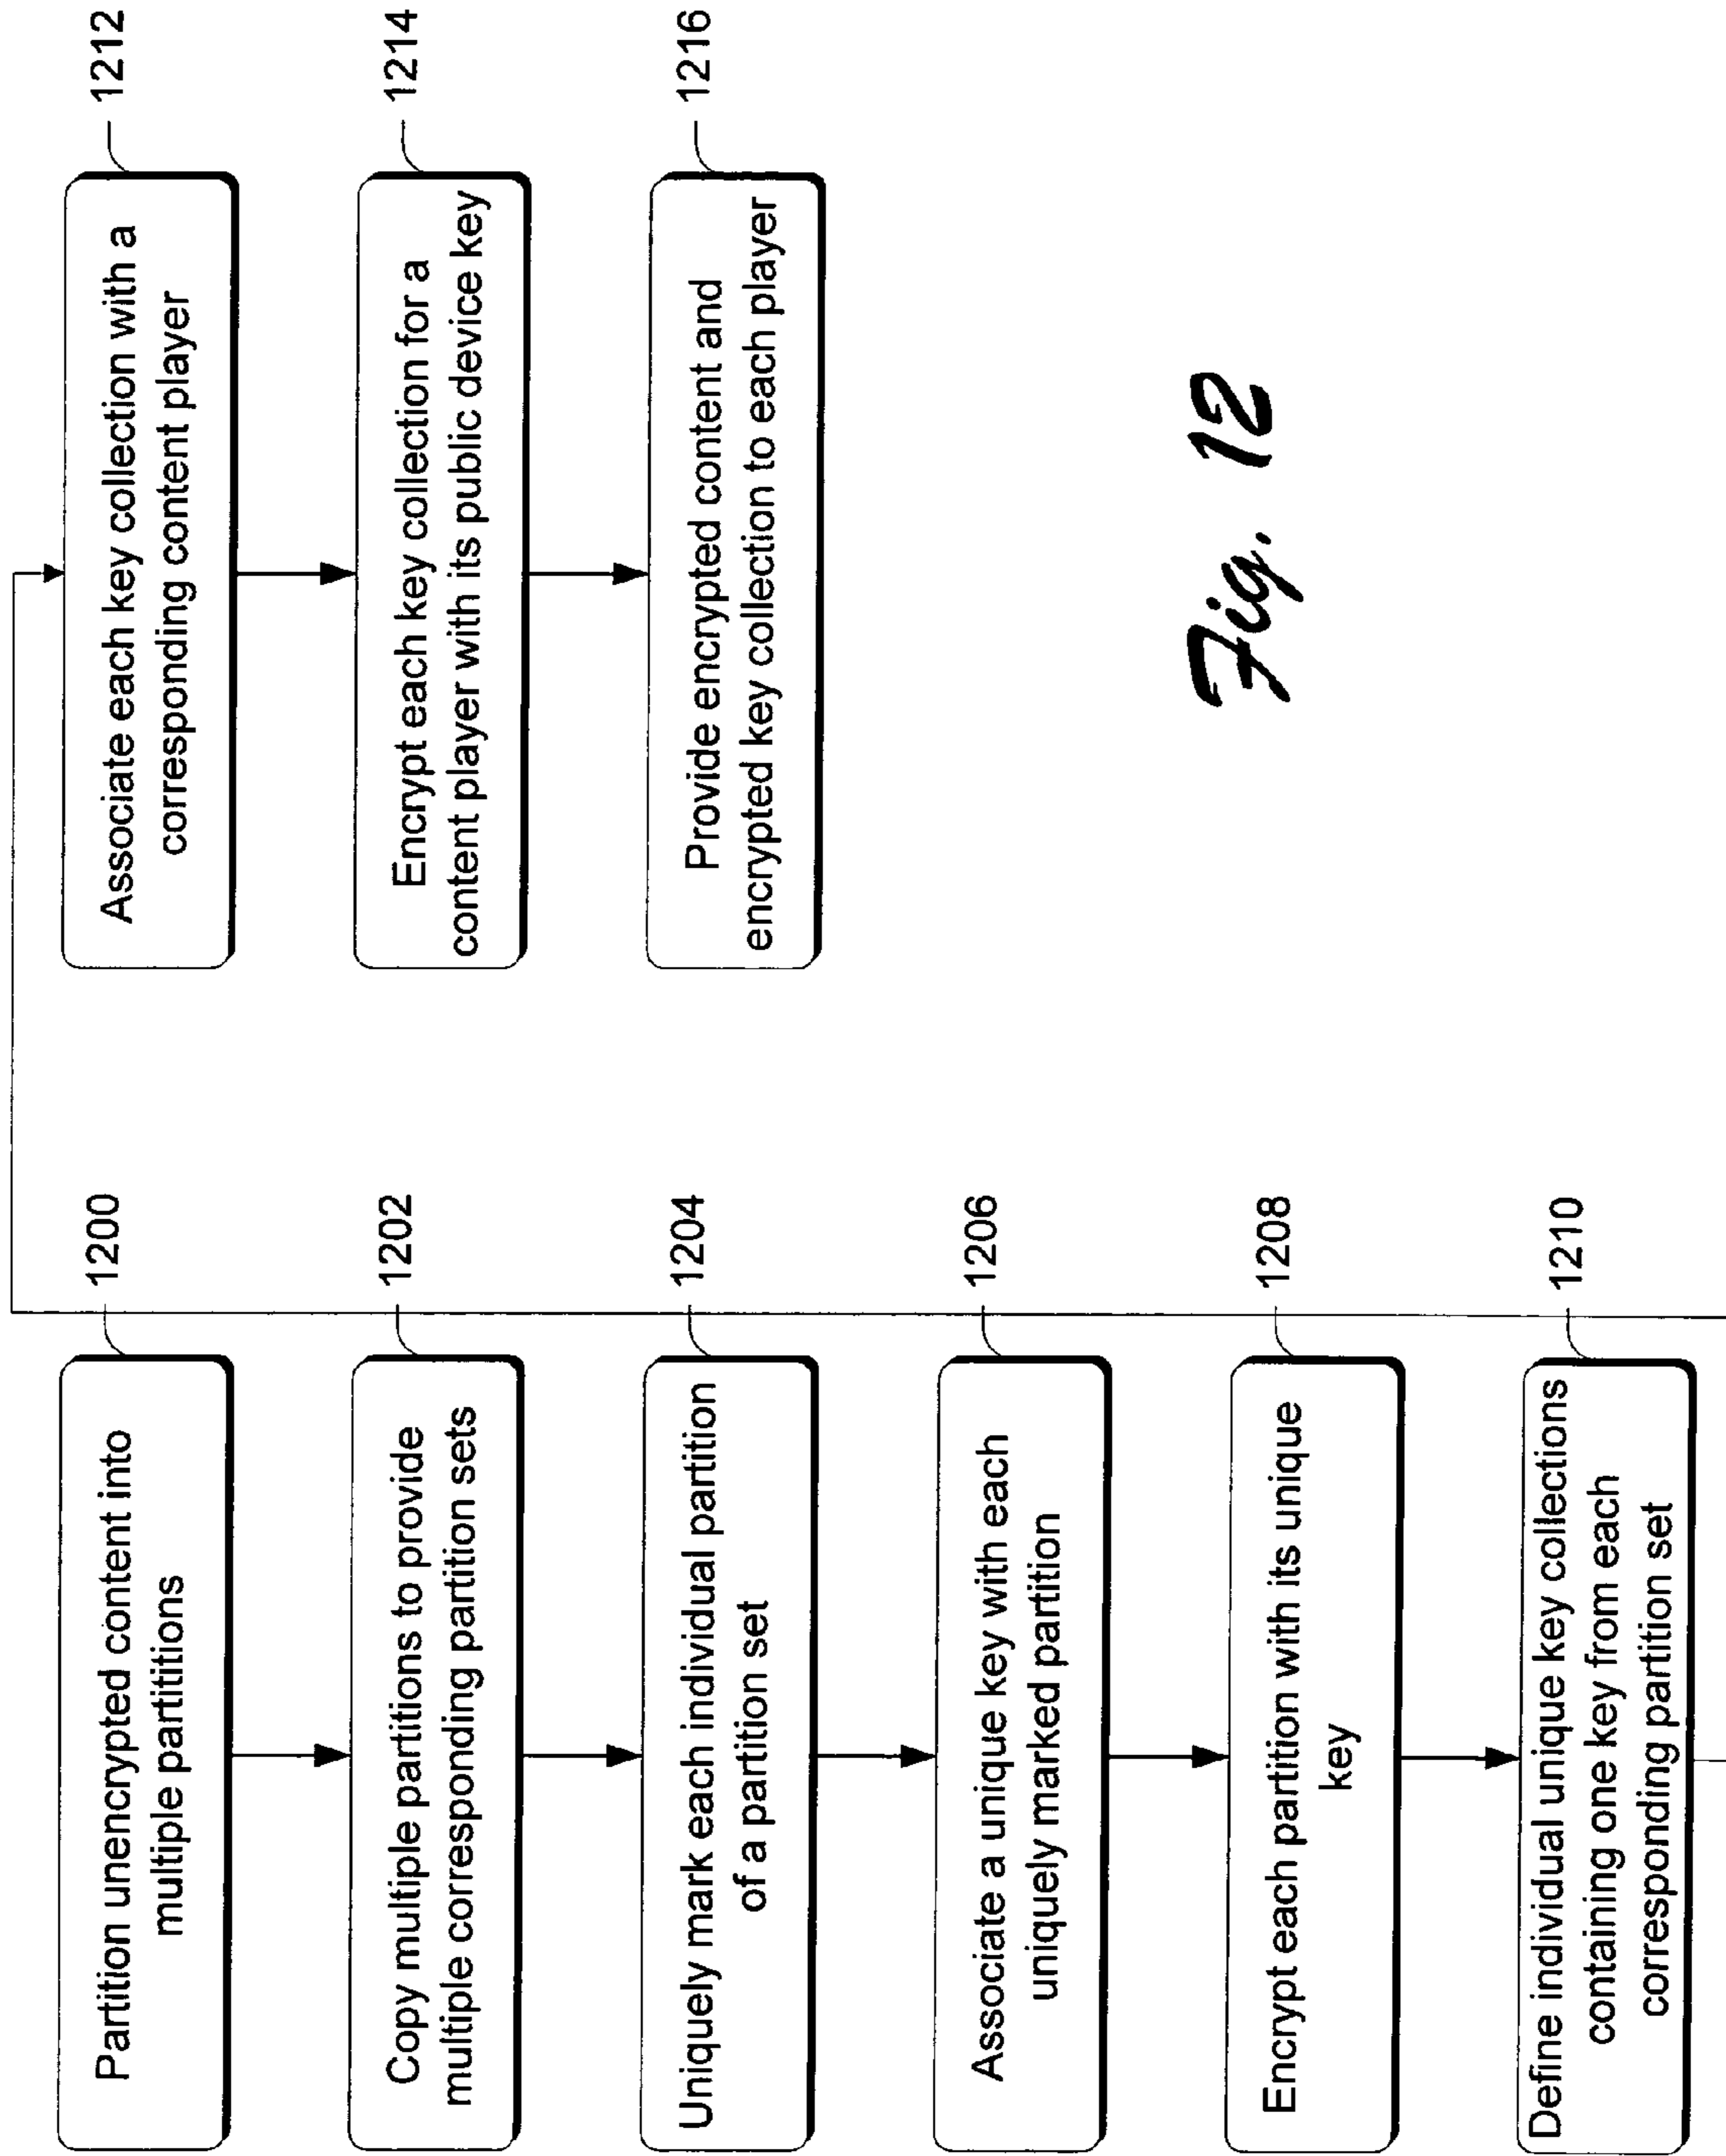 Partition unencrypted content into
multiple partitions
1200
Copy multiple partitions to provide
multiple corresponding partition sets
1202
Uniquely mark each individual partition
of a partition set
1204
Associate a unique key with each
uniquely marked partition
1206
Encrypt each partition with its unique
key
1208
Define individual unique key collections
containing one key from each
corresponding partition set
1210
Associate each key collection with a
corresponding content player
1212
Encrypt each key collection for a
content player with its public device key
1214
Provide encrypted content and
encrypted key collection to each player
1216
Fig. 12